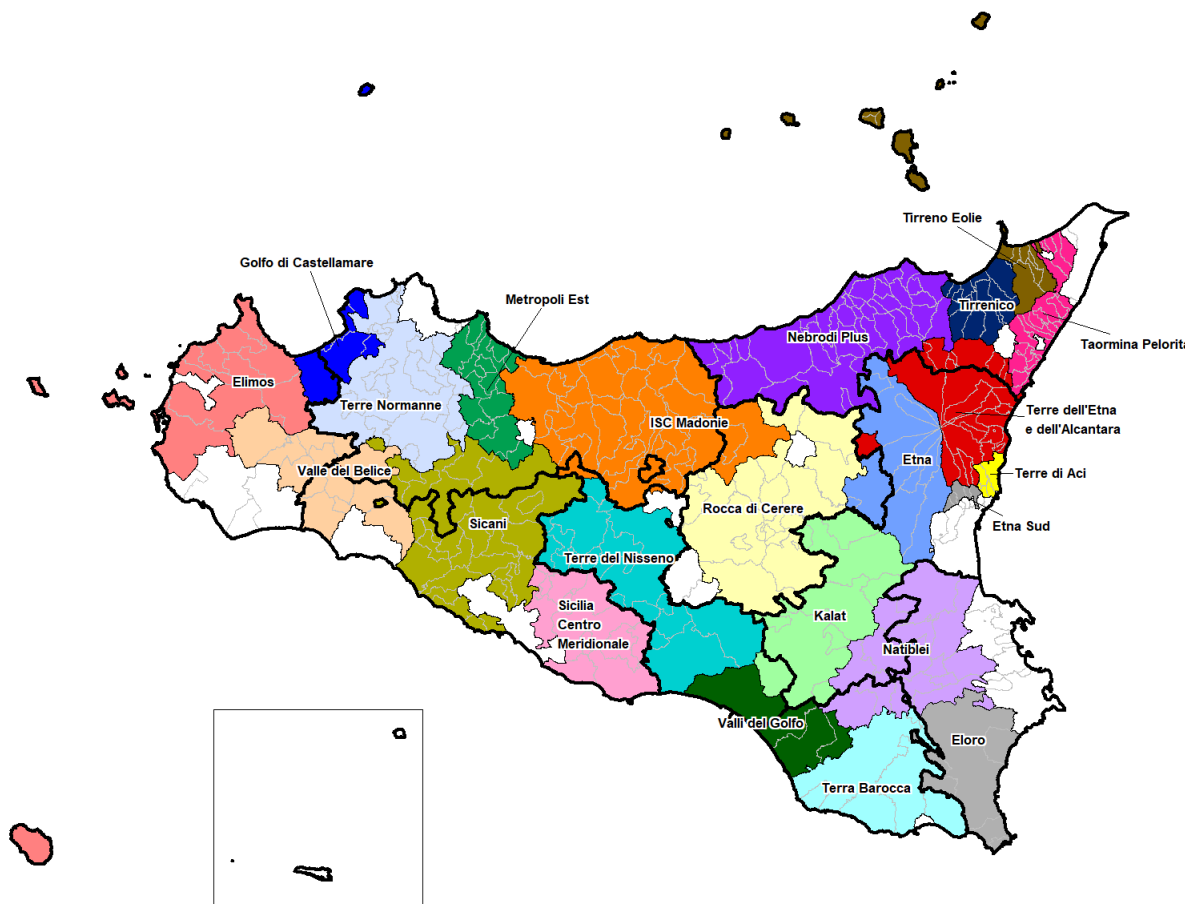 Tirreno Eolie
Golfo di Castellamare
Metropoli Est
Tirrenico
Nebrodi Plus
Taormina Pelorita
Elimos
Terre Normanne
ISC Madonie
Terre dell'Etna
e dell'Alcantara
Etna
Valle del Belice
Terre di Aci
Rocca di Cerere
Sicani
Etna Sud
Terre del Nisseno
Sicilia
Centro
Meridionale
Kalat
Natiblei
Valli del Golfo
Eloro
Terra Barocca